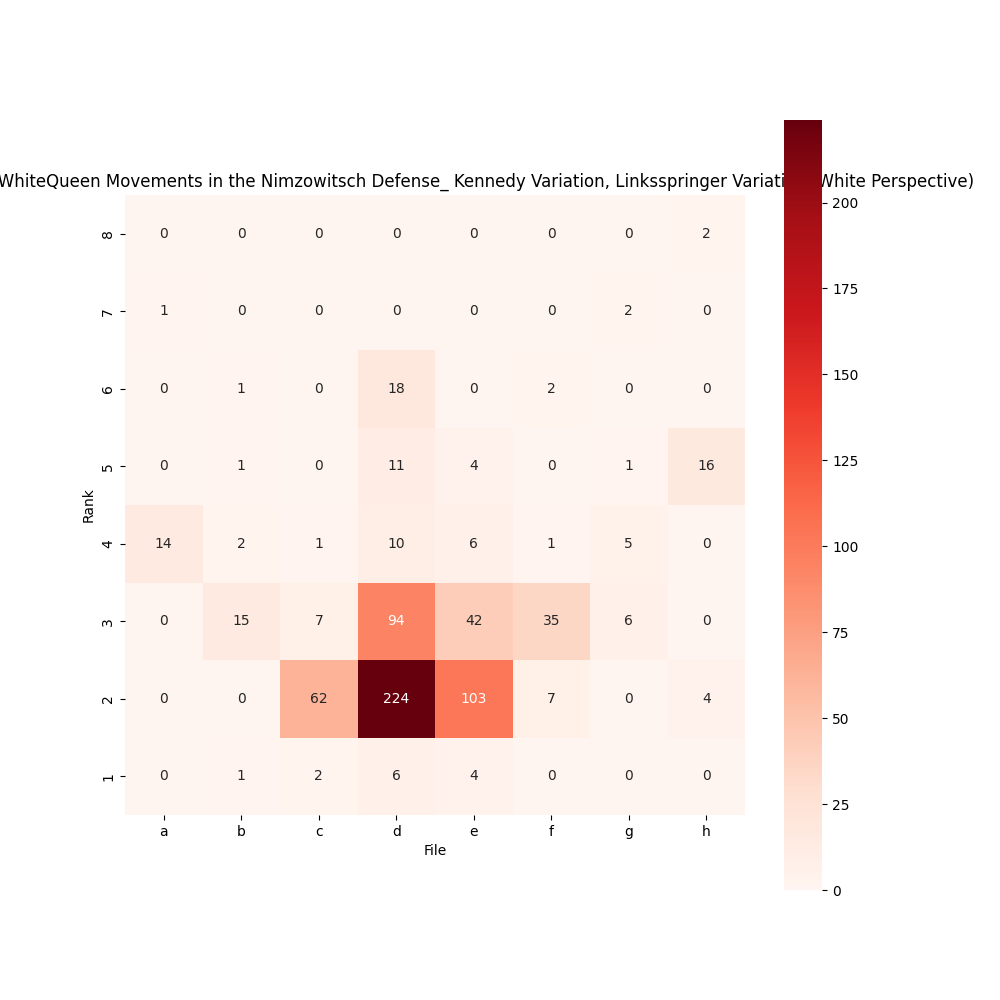 WhiteQueen Movements in the Nimzowitsch Defense_ Kennedy Variation, Linksspringer Variati White Perspective)
200
8 0 0 0 0 0 0 0 2
175
7 1 0 0 0 0 0 2 0
150
6 0 1 0 18 0 2 0 0
125
5 0 1 0 11 4 0 1 16
Rank
100
4 14 2 1 10 6 1 5 0
75
3 0 15 7 94 42 35 6 0
50
2 0 0 62 224 103 7 0 4
25
1 0 1 2 6 4 0 0 0
a b c d e f g h
File
0